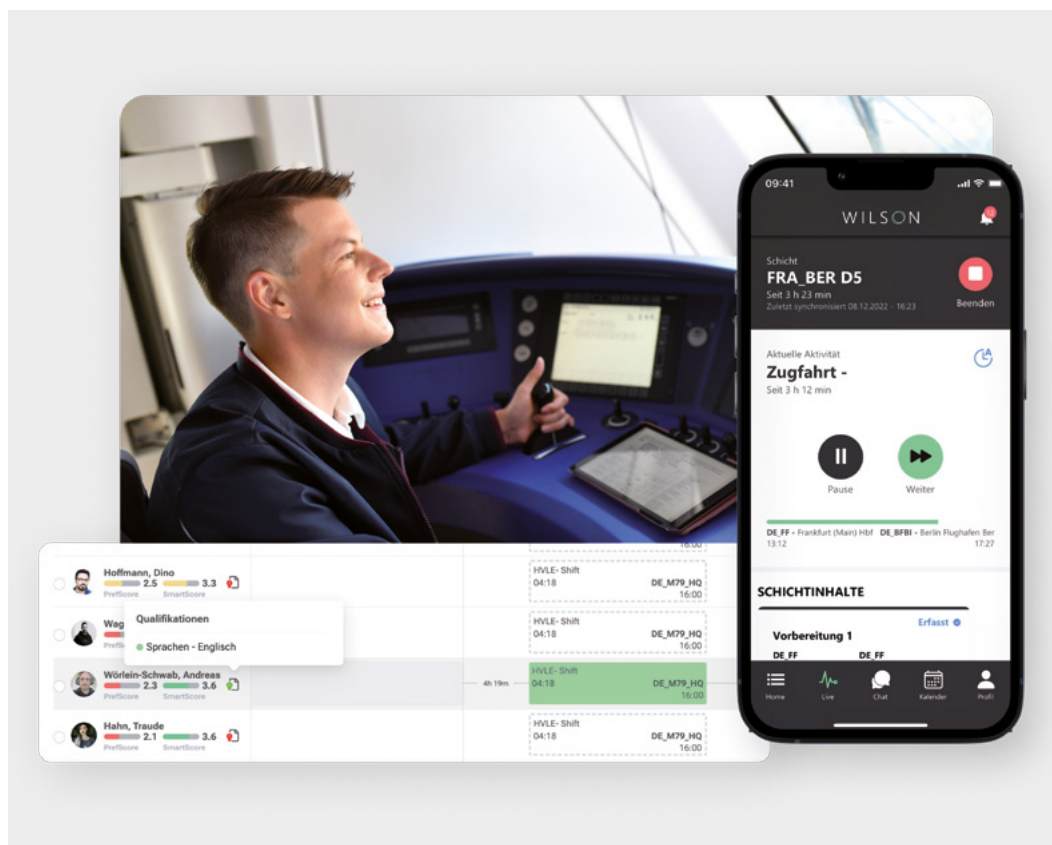 09:41
WILSON
12
Schicht
FRA_BER D5
Seit 3 h 23 min
Zuletzt synchronisiert 08.12.2022 - 16:23
Beenden
Aktuelle Aktivität
Zugfahrt -
Seit 3 h 12 min
A
Pause
Weiter
DE_FF - Frankfurt (Main) Hbf DE_BFBI - Berlin Flughafen Ber
13:12 17:27
SCHICHTINHALTE
Erfasst
Vorbereitung 1
DE_FF DE_FF
Home Live Chat Kalender Profil
16:00
Hoffmann, Dino
2.5 3.3
PrefScore SmartScore
HVLE- Shift
04:18 DE_M79_HQ
16:00
Wag
Pref
Qualifikationen
Sprachen - Englisch
HVLE- Shift
04:18 DE_M79_HQ
16:00
Wörlein-Schwab, Andreas
2.3 3.6
PrefScore SmartScore
4h 19m
HVLE- Shift
04:18 DE_M79_HQ
16:00
Hahn, Traude
2.1 3.6
PrefScore SmartScore
HVLE- Shift
04:18 DE_M79_HQ
16:00